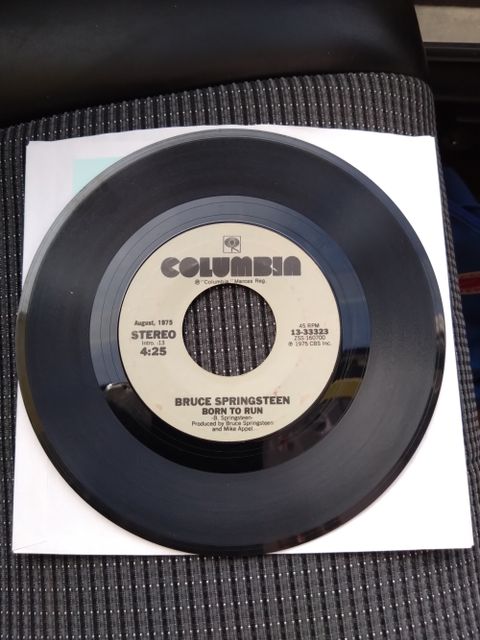 COLUMBIA
® "Columbia" Marcas Reg.
August, 1975
STEREO
Intro. :13
4:25
45 RPM
13-33323
ZSS 160700
℗ 1975 CBS Inc.
BRUCE SPRINGSTEEN
BORN TO RUN
-B. Springsteen-
Produced by Bruce Springsteen
and Mike Appel